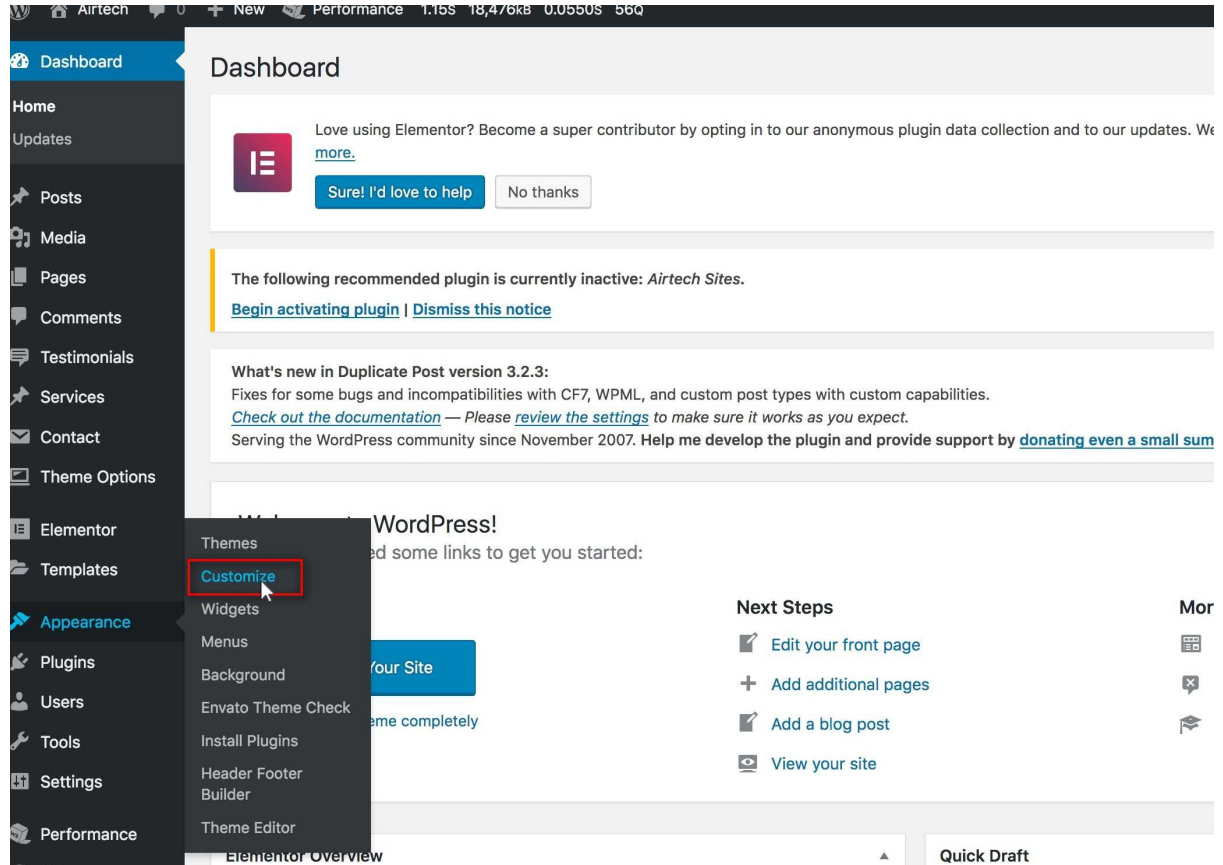 Airtech 0 + New Performance 1.15s 18,476kB 0.0550s 56Q
Dashboard
Home
Updates
Posts
Media
Pages
Comments
Testimonials
Services
Contact
Theme Options
Elementor
Templates
Appearance
Plugins
Users
Tools
Settings
Performance
Themes
Customize
Widgets
Menus
Background
Envato Theme Check
Install Plugins
Header Footer
Builder
Theme Editor
Dashboard
Love using Elementor? Become a super contributor by opting in to our anonymous plugin data collection and to our updates. We
more.
Sure! I'd love to help No thanks
The following recommended plugin is currently inactive: Airtech Sites.
Begin activating plugin | Dismiss this notice
What's new in Duplicate Post version 3.2.3:
Fixes for some bugs and incompatibilities with CF7, WPML, and custom post types with custom capabilities.
Check out the documentation — Please review the settings to make sure it works as you expect.
Serving the WordPress community since November 2007. Help me develop the plugin and provide support by donating even a small sum
WordPress!
some links to get you started:
Your Site
completely
Next Steps
Edit your front page
Add additional pages
Add a blog post
View your site
Elementor Overview
Quick Draft